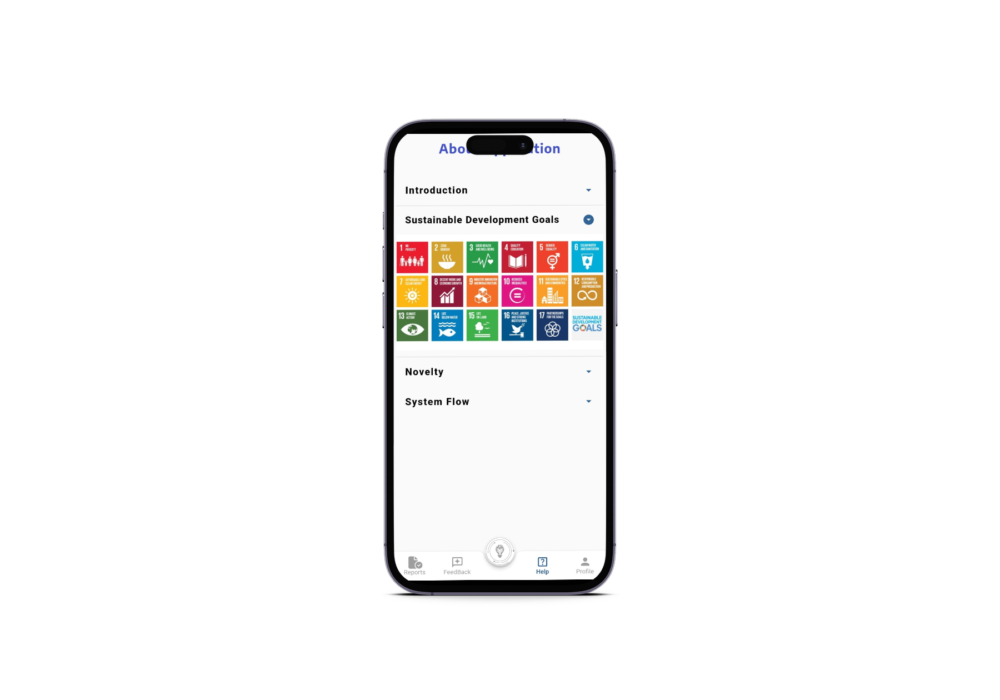 Abo tion
Introduction
Sustainable Development Goals
1 NO POVERTY
2 ZERO HUNGER
3 GOOD HEALTH AND WELL-BEING
4 QUALITY EDUCATION
5 GENDER EQUALITY
6 CLEAN WATER AND SANITATION
7 AFFORDABLE AND CLEAN ENERGY
8 DECENT WORK AND ECONOMIC GROWTH
9 INDUSTRY, INNOVATION AND INFRASTRUCTURE
10 REDUCED INEQUALITIES
11 SUSTAINABLE CITIES AND COMMUNITIES
12 RESPONSIBLE CONSUMPTION AND PRODUCTION
13 CLIMATE ACTION
14 LIFE BELOW WATER
15 LIFE ON LAND
16 PEACE, JUSTICE AND STRONG INSTITUTIONS
17 PARTNERSHIPS FOR THE GOALS
SUSTAINABLE
DEVELOPMENT
GOALS
Novelty
System Flow
Reports
FeedBack
Help
Profile